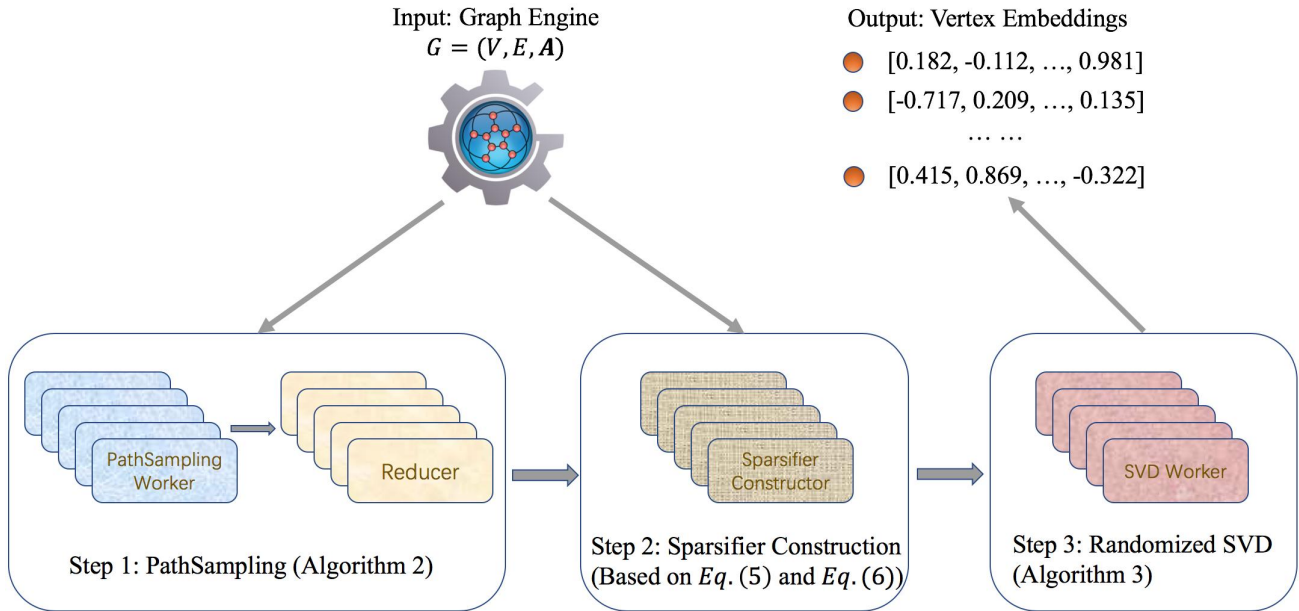 Input: Graph Engine
G = (V, E, A)
Output: Vertex Embeddings
[0.182, -0.112, …, 0.981]
[-0.717, 0.209, …, 0.135]
… …
[0.415, 0.869, …, -0.322]
PathSampling
Worker
Reducer
Step 1: PathSampling (Algorithm 2)
Sparsifier
Constructor
Step 2: Sparsifier Construction
(Based on Eq. (5) and Eq. (6))
SVD Worker
Step 3: Randomized SVD
(Algorithm 3)